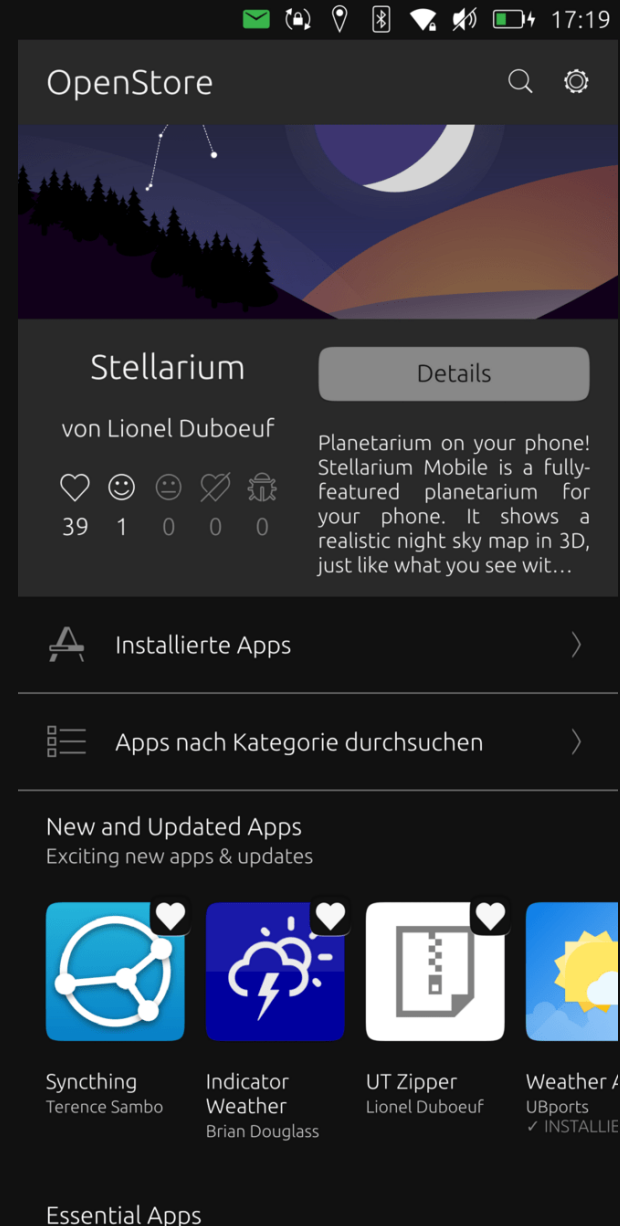 17:19
OpenStore
Stellarium
Details
von Lionel Duboeuf
39 1 0 0 0
Planetarium on your phone!
Stellarium Mobile is a fully-
featured planetarium for
your phone. It shows a
realistic night sky map in 3D,
just like what you see wit...
Installierte Apps
Apps nach Kategorie durchsuchen
New and Updated Apps
Exciting new apps & updates
Syncthing
Terence Sambo
Indicator
Weather
Brian Douglass
UT Zipper
Lionel Duboeuf
Weather A
UBports
✓ INSTALLIE
Essential Apps